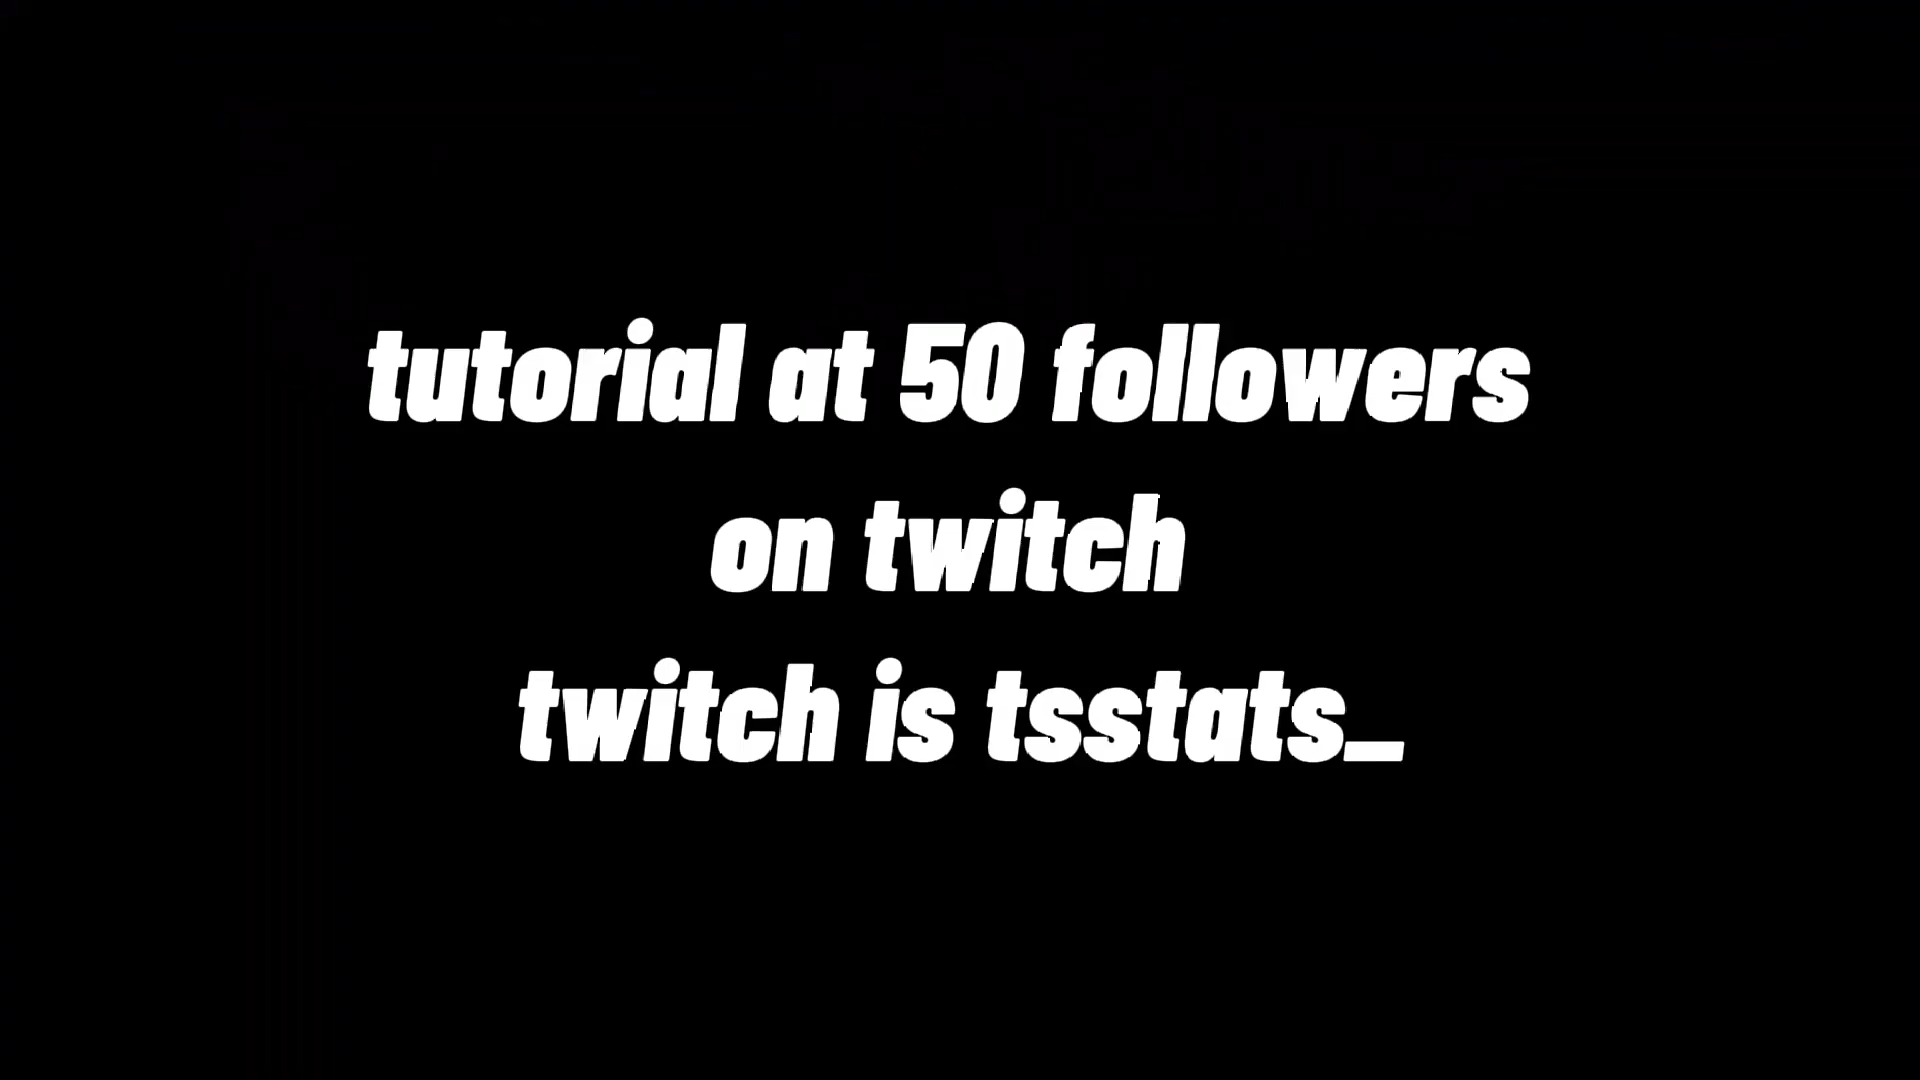 tutorial at 50 followers
on twitch
twitch is tsstats_